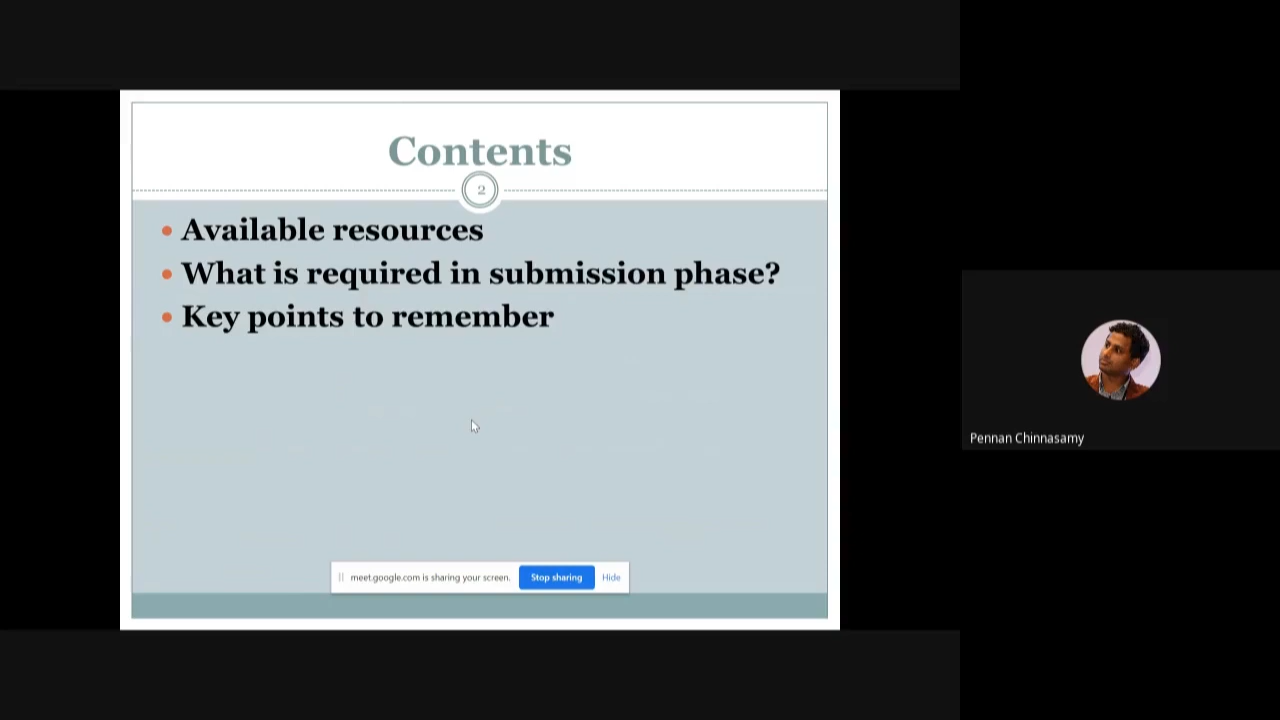 Contents
2
Available resources
What is required in submission phase?
Key points to remember
meet.google.com is sharing your screen. Stop sharing Hide
Pennan Chinnasamy